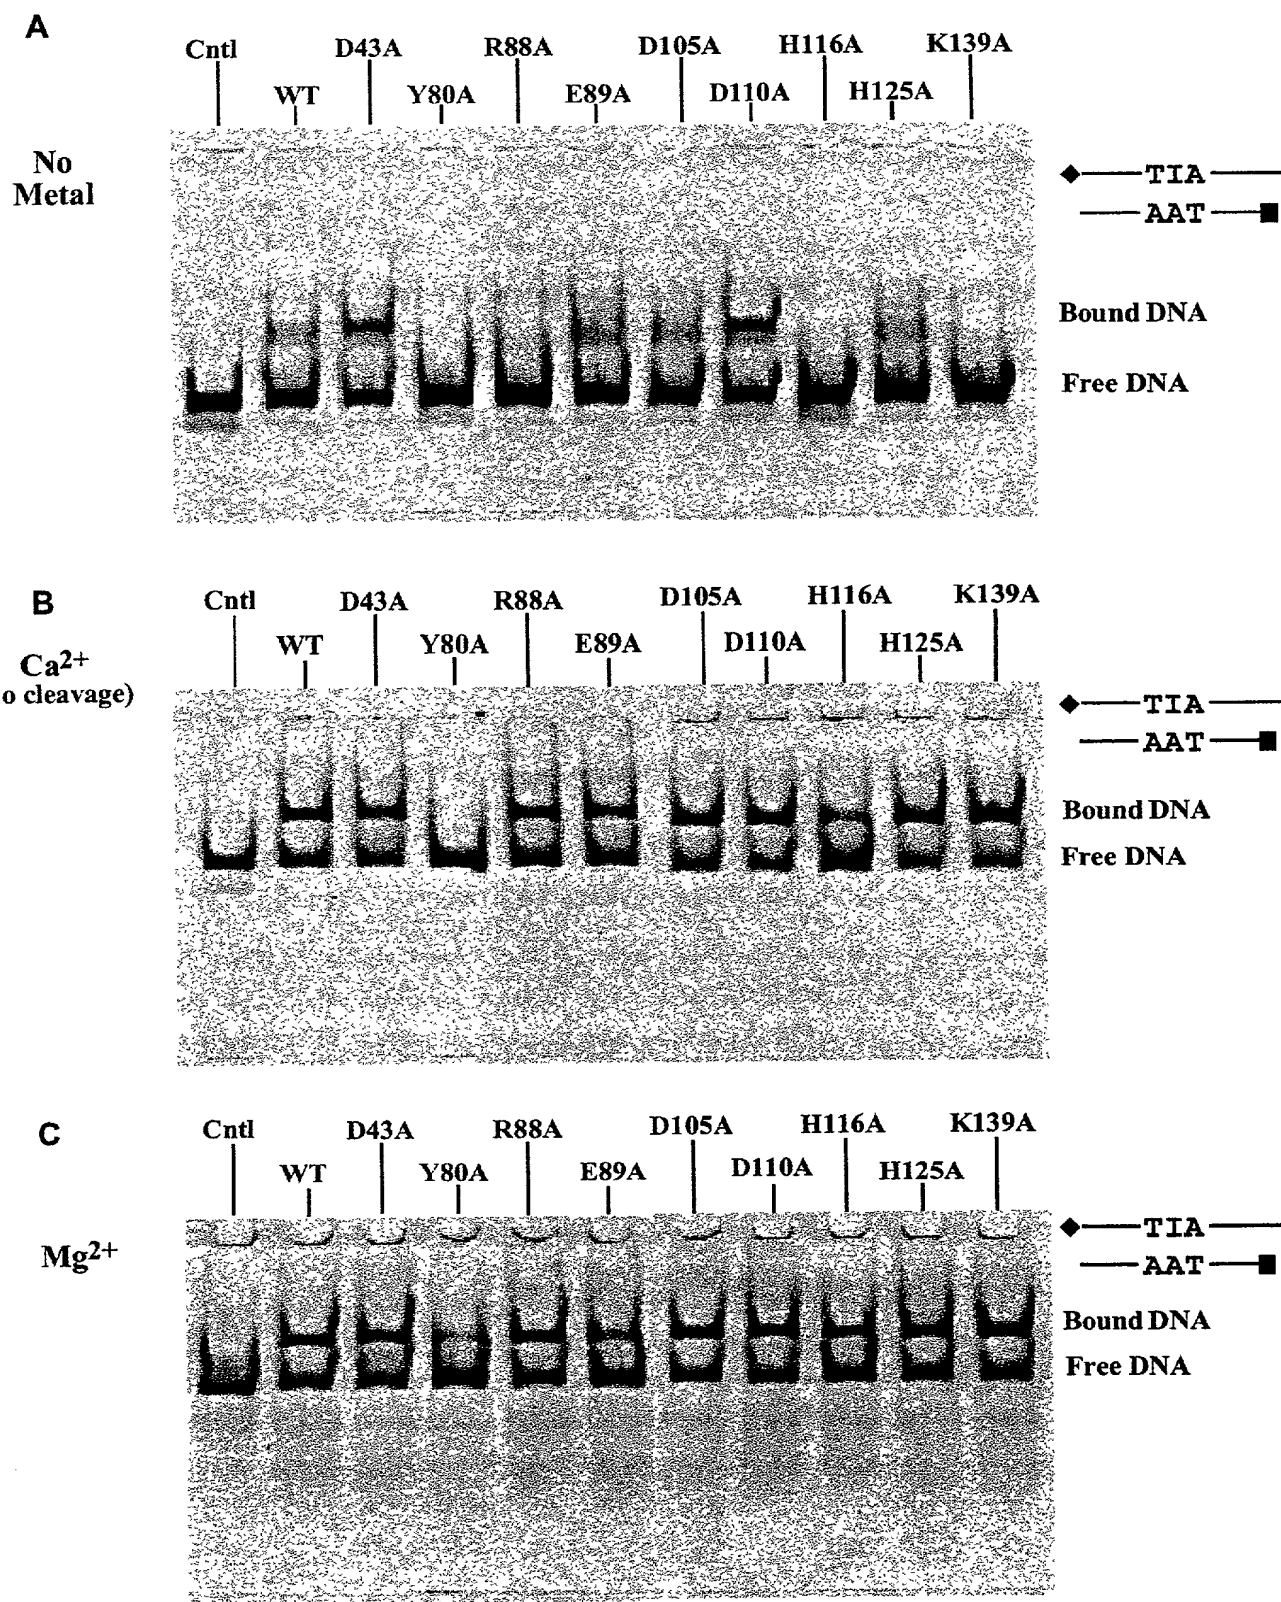 A
Cntl D43A R88A D105A H116A K139A
WT Y80A E89A D110A H125A
No
Metal
TIA
AAT
Bound DNA
Free DNA
B
Cntl D43A R88A D105A H116A K139A
WT Y80A E89A D110A H125A
Ca2+
o cleavage)
TIA
AAT
Bound DNA
Free DNA
C
Cntl D43A R88A D105A H116A K139A
WT Y80A E89A D110A H125A
Mg2+
TIA
AAT
Bound DNA
Free DNA